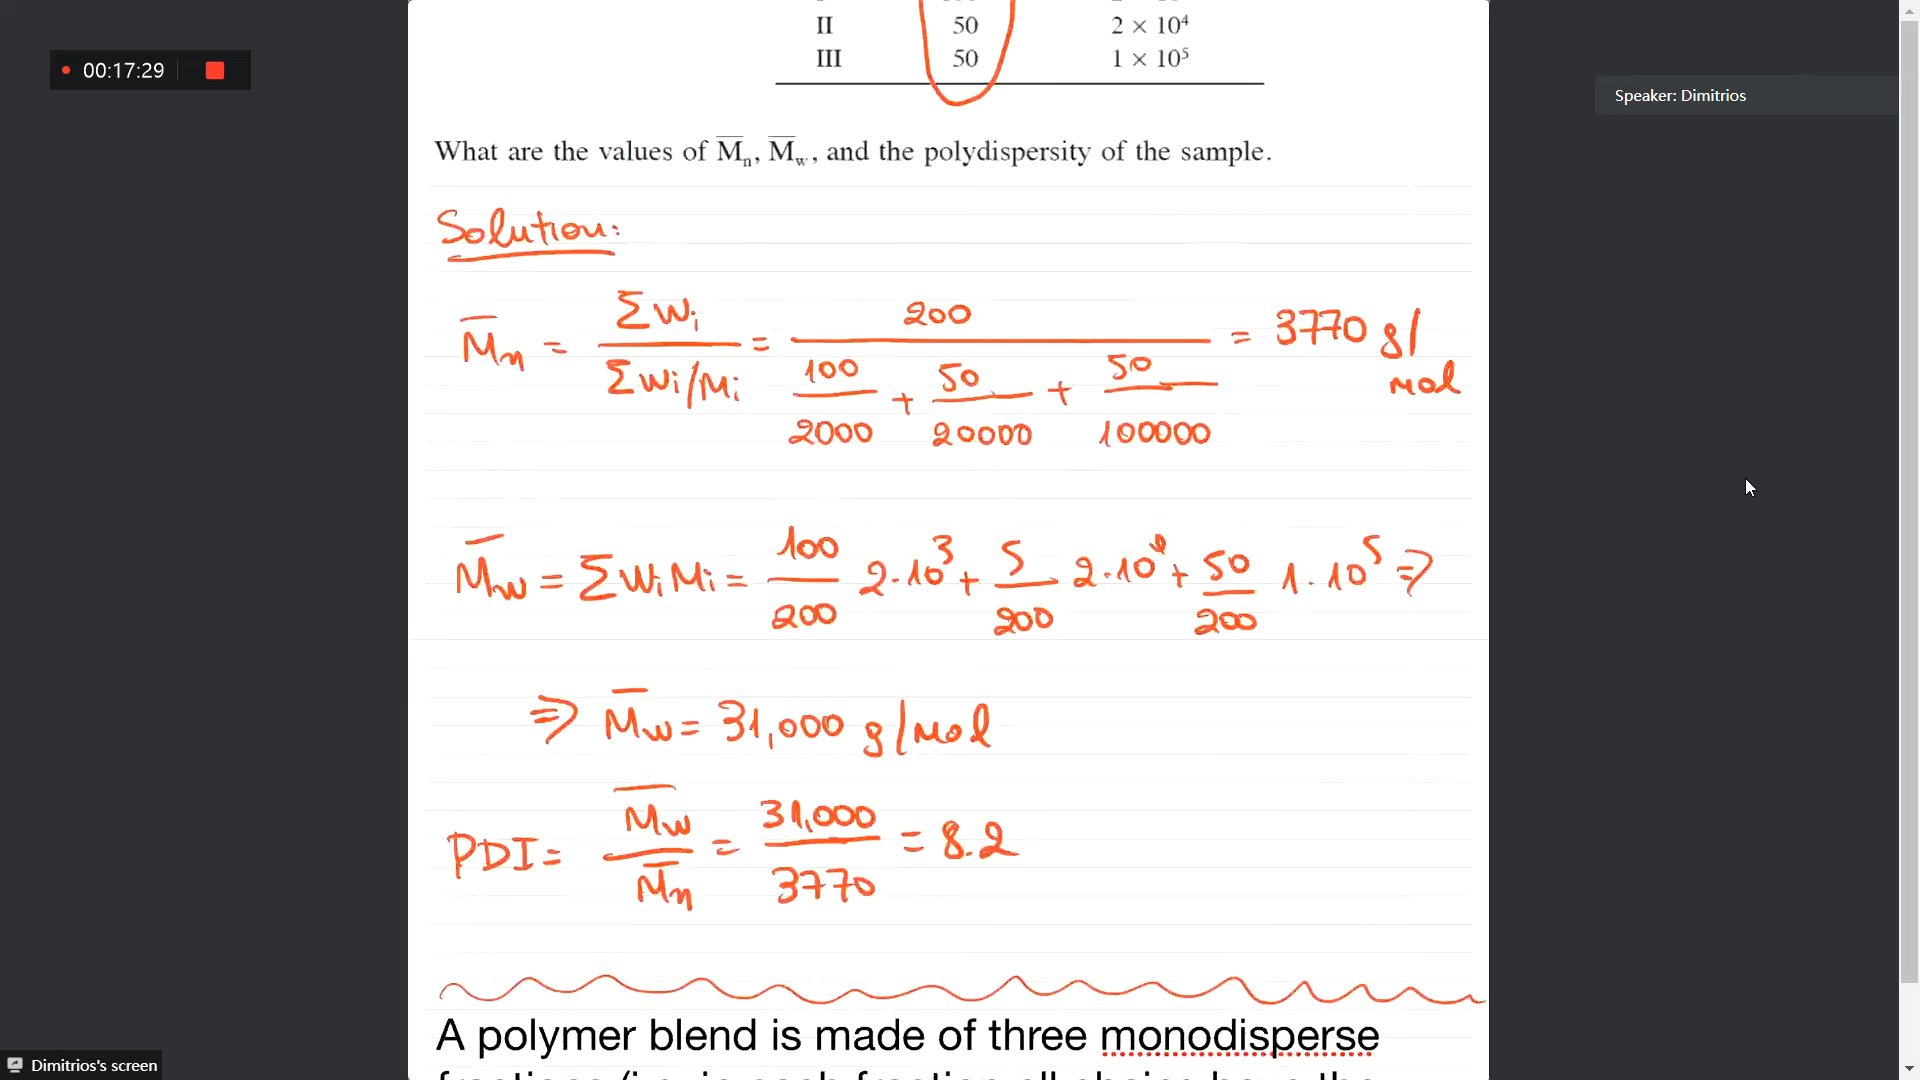 II 50 2 × 10⁴
III 50 1 × 10⁵
00:17:29
Speaker: Dimitrios
What are the values of M̅ₙ, M̅w, and the polydispersity of the sample.
Solution:
M̅n = ΣWi / ΣWi/Mi = 200 / (100/2000 + 50/20000 + 50/100000) = 3770 g/mol
M̅w = ΣWiMi = 100/200 2·10³ + 5/200 2·10⁴ + 50/200 1·10⁵ ⇒
⇒ M̅w = 31,000 g/mol
PDI = M̅w/M̅n = 31,000/3770 = 8.2
A polymer blend is made of three monodisperse
Dimitrios's screen